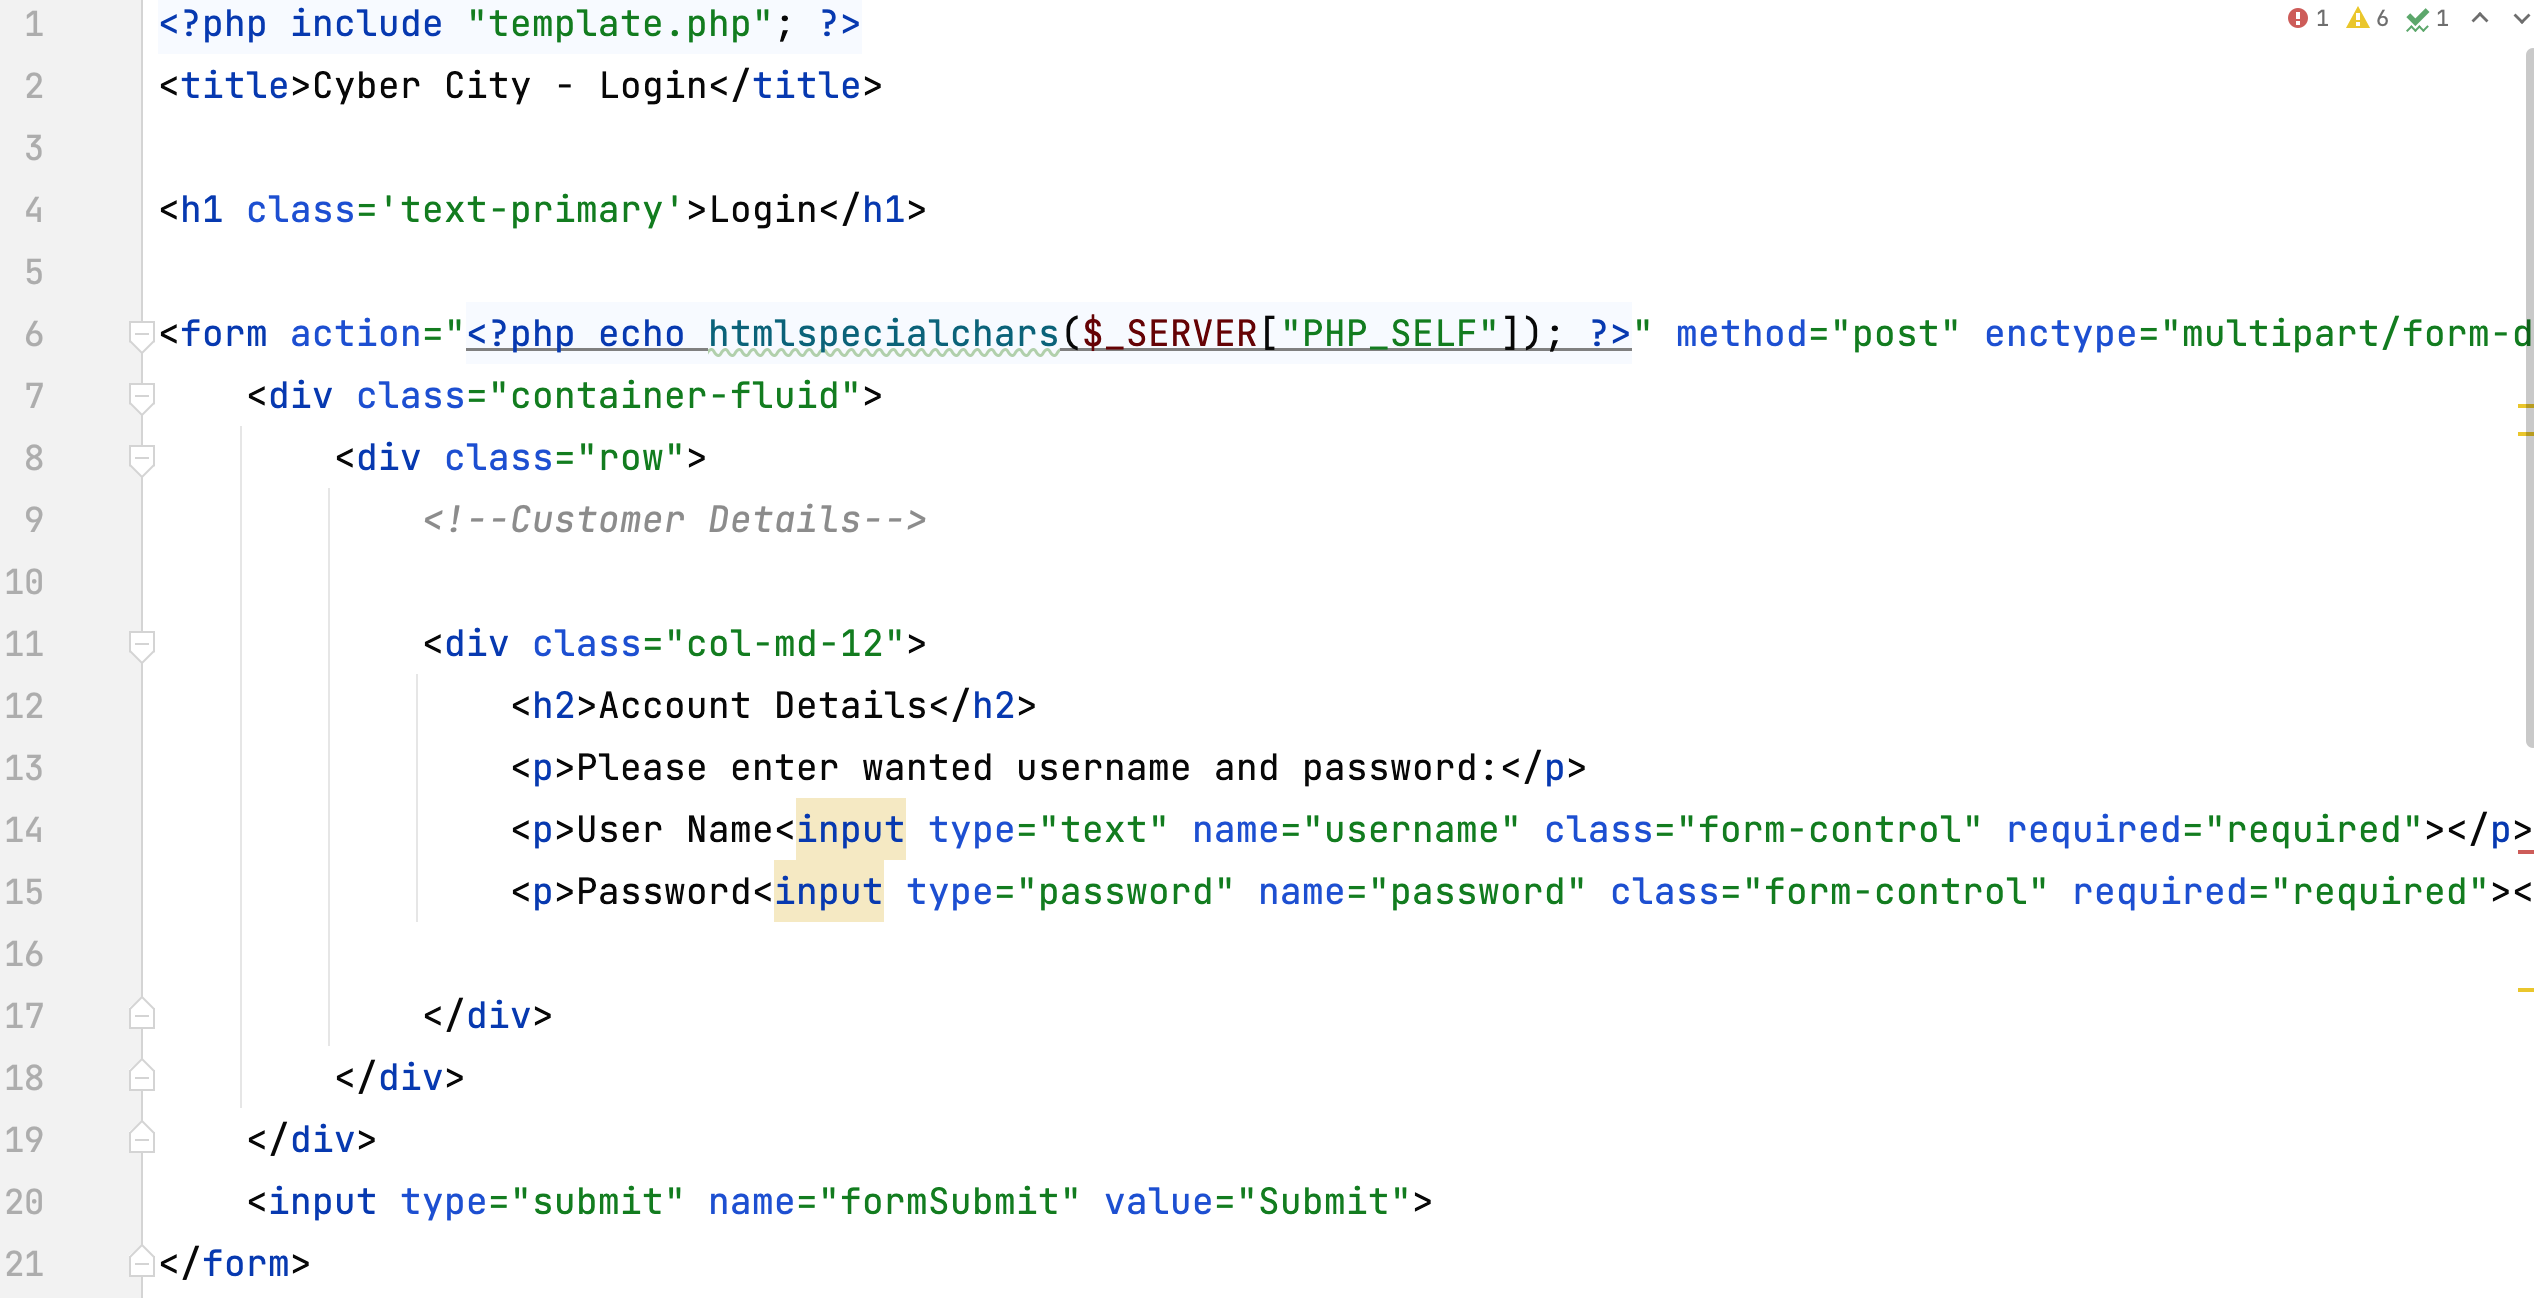 1 <?php include "template.php"; ?>
1 6 1
2 <title>Cyber City - Login</title>
3
4 <h1 class='text-primary'>Login</h1>
5
6 <form action="<?php echo htmlspecialchars($_SERVER["PHP_SELF"]); ?>" method="post" enctype="multipart/form-d
7 <div class="container-fluid">
8 <div class="row">
9 <!--Customer Details-->
10
11 <div class="col-md-12">
12 <h2>Account Details</h2>
13 <p>Please enter wanted username and password:</p>
14 <p>User Name<input type="text" name="username" class="form-control" required="required"></p>
15 <p>Password<input type="password" name="password" class="form-control" required="required"><
16
17 </div>
18 </div>
19 </div>
20 <input type="submit" name="formSubmit" value="Submit">
21 </form>